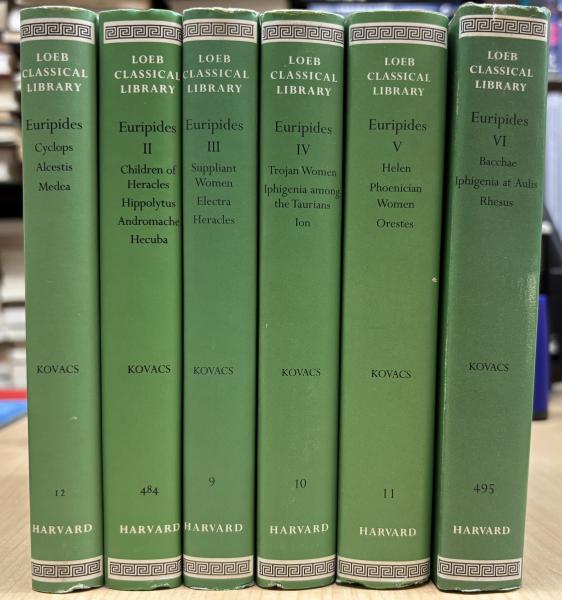 LOEB
CLASSICAL
LIBRARY
Euripides
Cyclops
Alcestis
Medea
KOVACS
12
HARVARD
LOEB
CLASSICAL
LIBRARY
Euripides
II
Children of
Heracles
Hippolytus
Andromache
Hecuba
KOVACS
484
HARVARD
LOEB
CLASSICAL
LIBRARY
Euripides
III
Suppliant
Women
Electra
Heracles
KOVACS
9
HARVARD
LOEB
CLASSICAL
LIBRARY
Euripides
IV
Trojan Women
Iphigenia among
the Taurians
Ion
KOVACS
10
HARVARD
LOEB
CLASSICAL
LIBRARY
Euripides
V
Helen
Phoenician
Women
Orestes
KOVACS
11
HARVARD
LOEB
CLASSICAL
LIBRARY
Euripides
VI
Bacchae
Iphigenia at Aulis
Rhesus
KOVACS
495
HARVARD